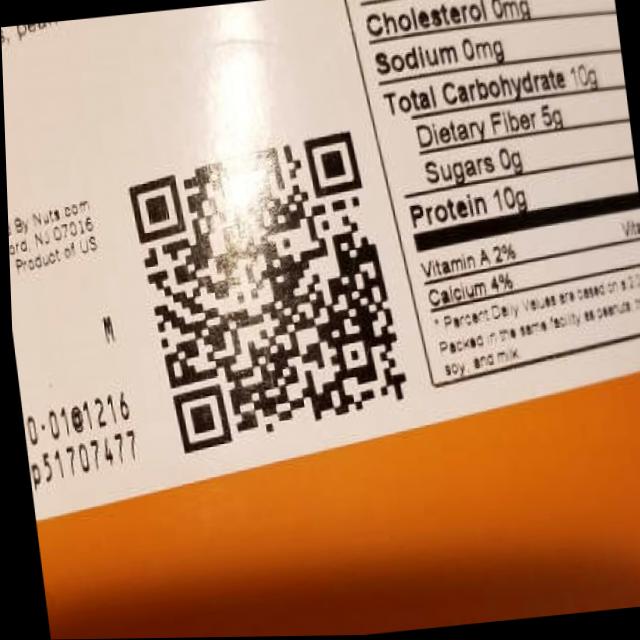 Cholesterol 0mg
Sodium 0mg
Total Carbohydrate 10g
Dietary Fiber 5g
Sugars 0g
Protein 10g
Vitamin A 2%
Calcium 4%
* Percent Daily Values are based on a
Packed in the same facility as peanuts,
soy, and milk.
By Nuts.com
NJ 07016
Product of US
M
0-0101216
p51707477